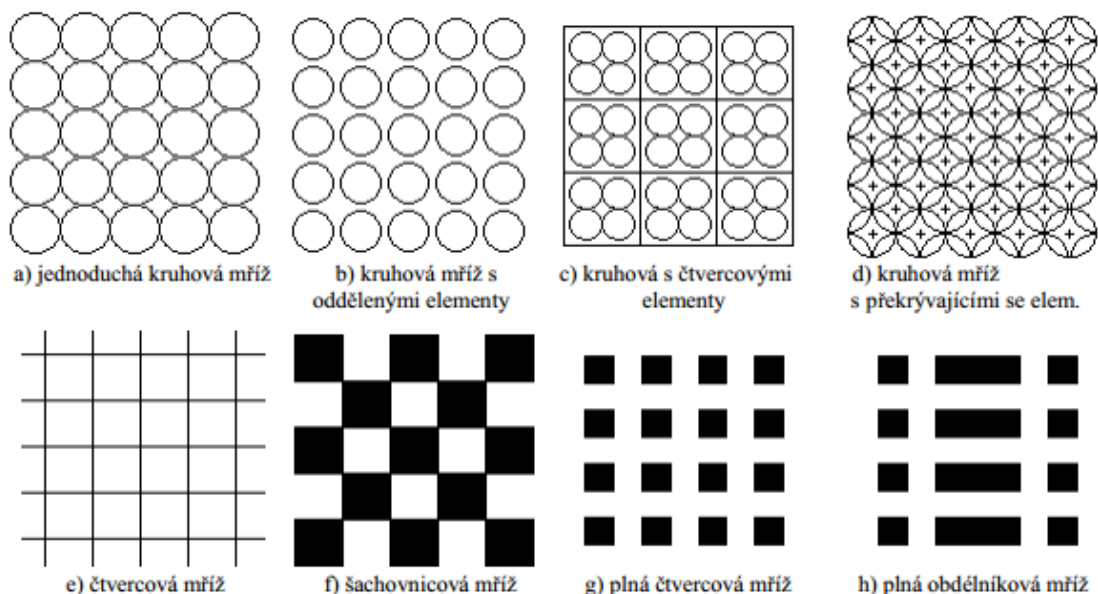 a) jednoduchá kruhová mříž
b) kruhová mříž s
oddělenými elementy
c) kruhová s čtvercovými
elementy
d) kruhová mříž
s překrývajícími se elem.
e) čtvercová mříž
f) šachovnicová mříž
g) plná čtvercová mříž
h) plná obdélníková mříž